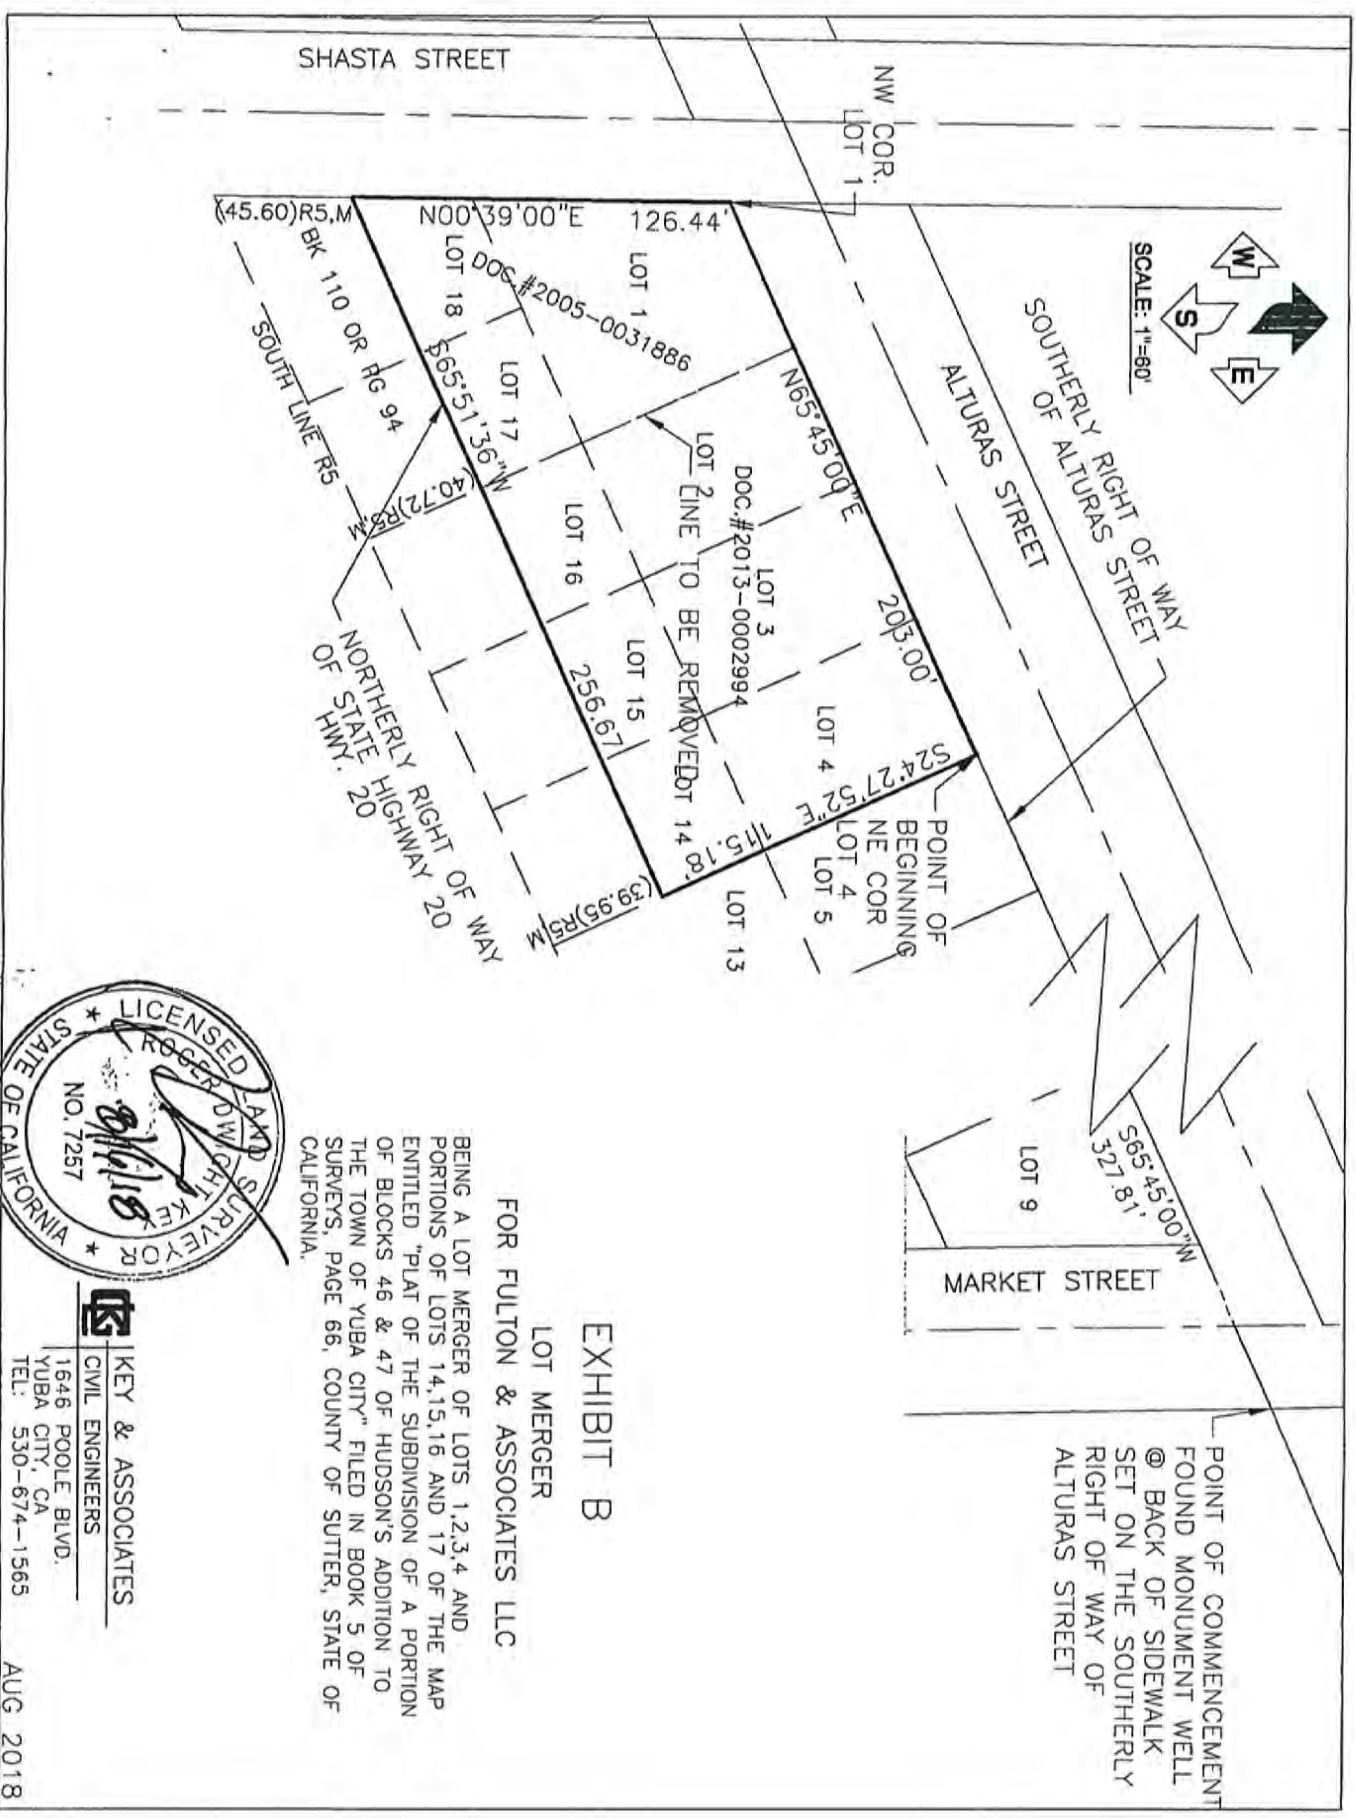 SHASTA STREET
NW COR.
LOT 1
W
S
E
SCALE: 1"=60'
SOUTHERLY RIGHT OF WAY
OF ALTURAS STREET
ALTURAS STREET
(45.60)R5,M
N00°39'00"E 126.44'
BK 110 OR RG 94
SOUTH LINE R5
LOT 18
DOC.#2005-0031886
LOT 1
LOT 17
S65°51'36"W
256.67
(40.72)R5,M
N65°45'00"E
203.00'
LOT 2
LINE TO BE REMOVED
DOC.#2013-0002994
LOT 3
LOT 16
LOT 15
LOT 4
LOT 14
S24°27'52"E
115.18'
(39.95)R5,M
NORTHERLY RIGHT OF WAY
OF STATE HIGHWAY 20
HWY. 20
POINT OF
BEGINNING
NE COR
LOT 4
LOT 5
LOT 13
LOT 9
S65°45'00"W
327.81'
MARKET STREET
POINT OF COMMENCEMENT
FOUND MONUMENT WELL
@ BACK OF SIDEWALK
SET ON THE SOUTHERLY
RIGHT OF WAY OF
ALTURAS STREET
EXHIBIT B
LOT MERGER
FOR FULTON & ASSOCIATES LLC
BEING A LOT MERGER OF LOTS 1,2,3,4 AND
PORTIONS OF LOTS 14,15,16 AND 17 OF THE MAP
ENTITLED "PLAT OF THE SUBDIVISION OF A PORTION
OF BLOCKS 46 & 47 OF HUDSON'S ADDITION TO
THE TOWN OF YUBA CITY" FILED IN BOOK 5 OF
SURVEYS, PAGE 66, COUNTY OF SUTTER, STATE OF
CALIFORNIA.
LICENSED LAND SURVEYOR
ROGER DWIGHT KEY
NO. 7257
STATE OF CALIFORNIA
KEY & ASSOCIATES
CIVIL ENGINEERS
1646 POOLE BLVD.
YUBA CITY, CA
TEL: 530-674-1565
AUG 2018